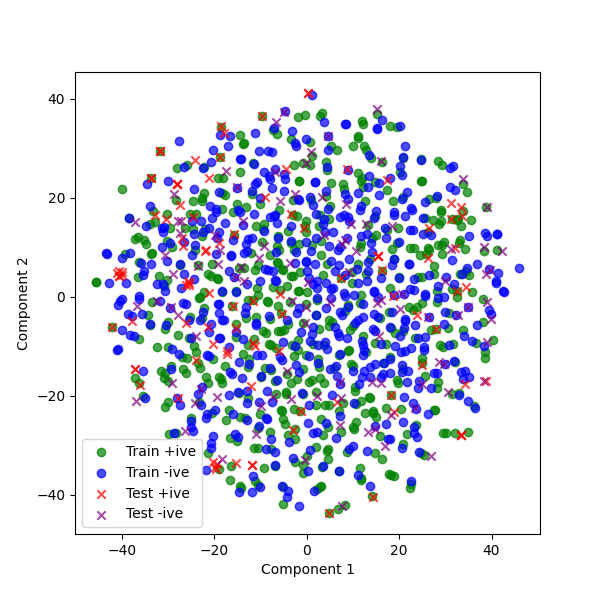 40
20
0
−20
−40
Component 2
Train +ive
Train -ive
Test +ive
Test -ive
−40 −20 0 20 40
Component 1